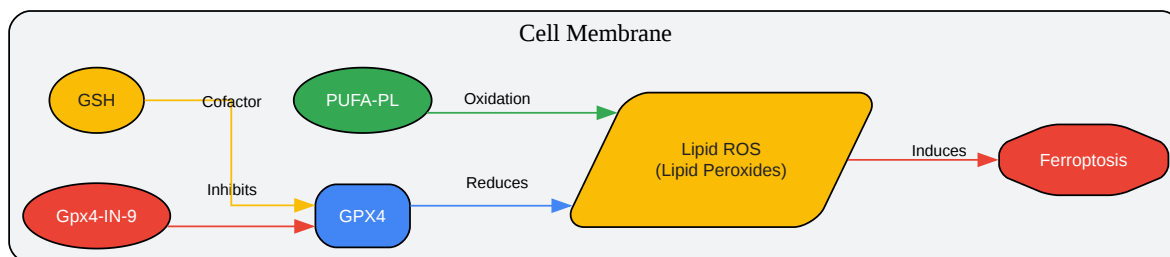 Cell Membrane
GSH
Cofactor
PUFA-PL
Oxidation
Lipid ROS
(Lipid Peroxides)
Induces
Ferroptosis
Gpx4-IN-9
Inhibits
GPX4
Reduces